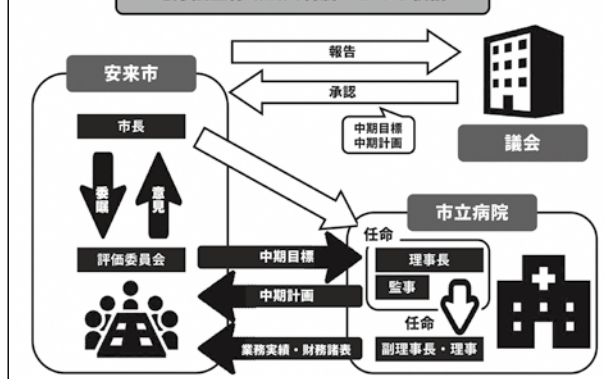 報告
安来市
承認
中期目標
中期計画
議会
市長
委嘱
意見
市立病院
任命
評価委員会
中期目標
理事長
監事
中期計画
任命
業務実績・財務諸表
副理事長・理事